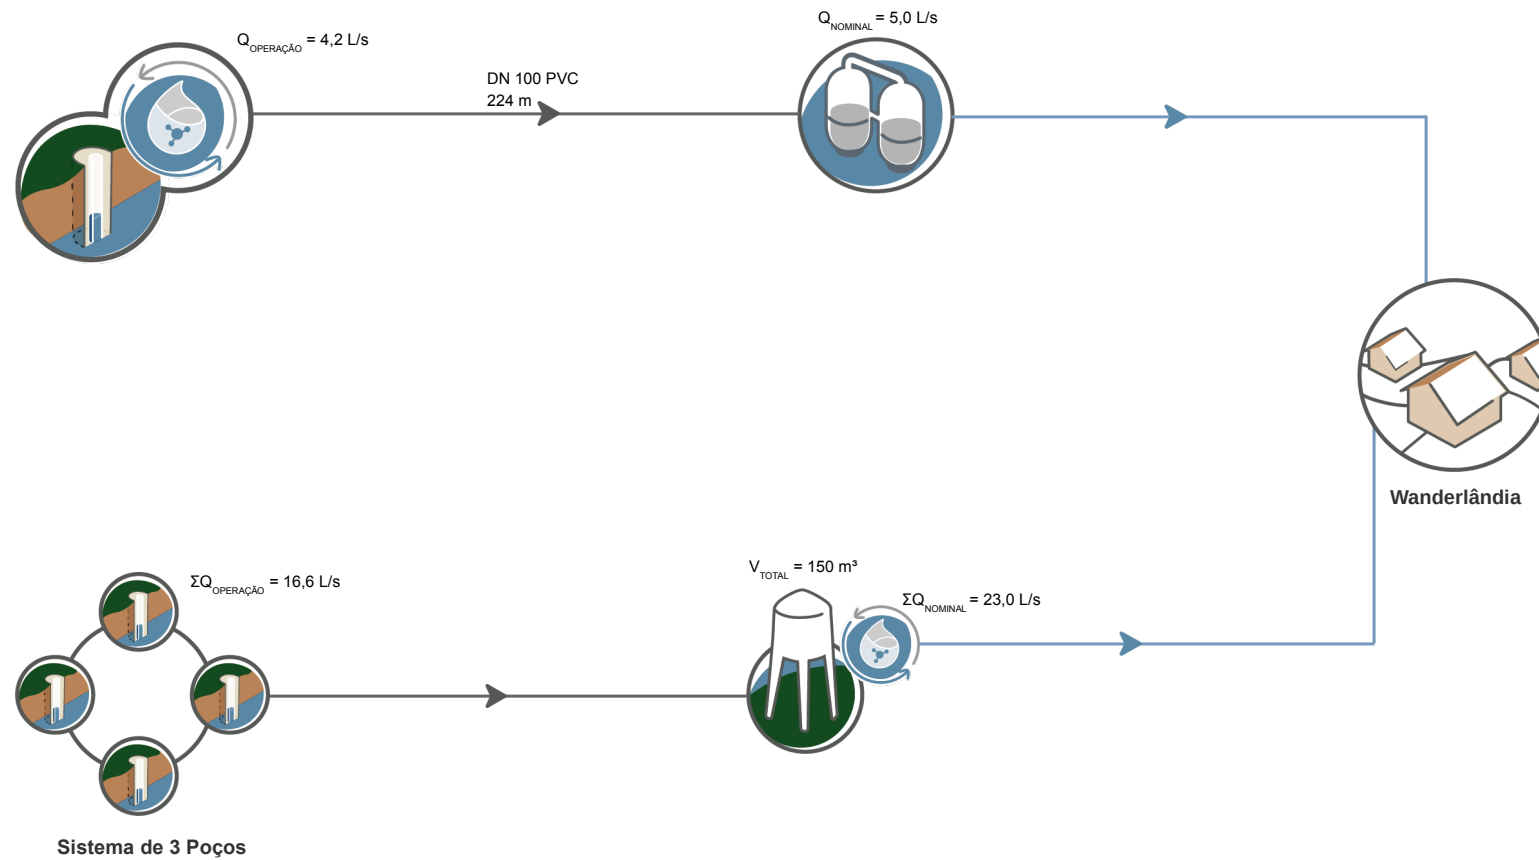 Q_NOMINAL = 5,0 L/s
Q_OPERAÇÃO = 4,2 L/s
DN 100 PVC
224 m
Wanderlândia
V_TOTAL = 150 m³
ΣQ_OPERAÇÃO = 16,6 L/s
ΣQ_NOMINAL = 23,0 L/s
Sistema de 3 Poços